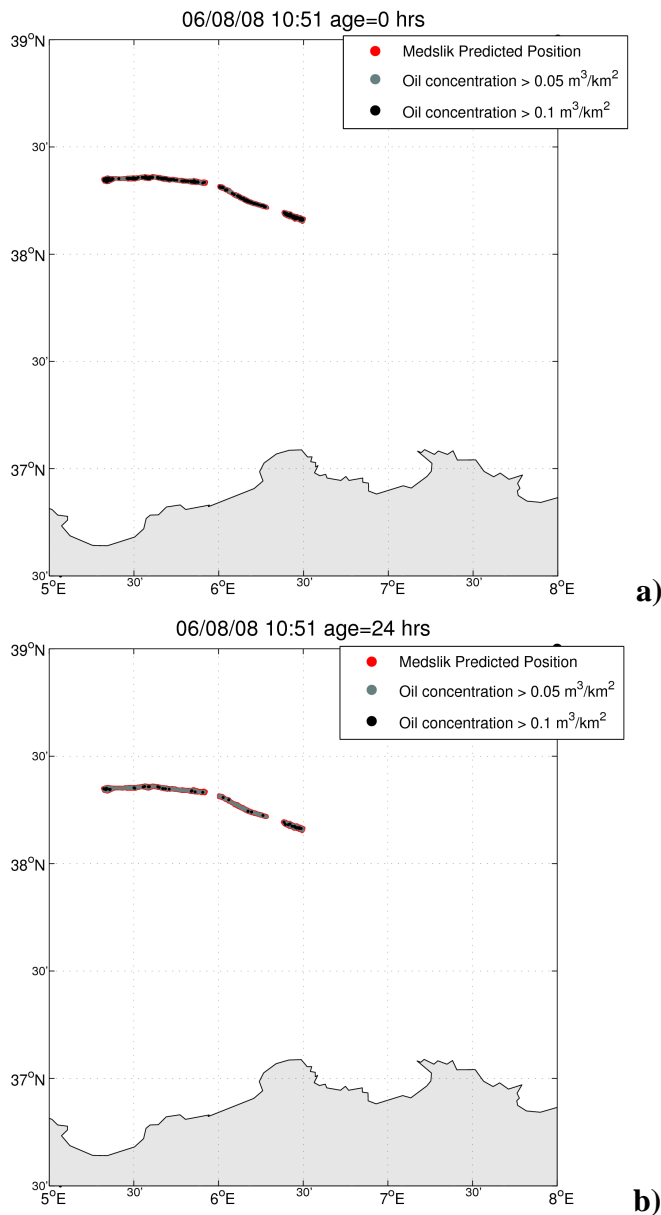 06/08/08 10:51 age=0 hrs
39°N
Medslik Predicted Position
Oil concentration > 0.05 m³/km²
Oil concentration > 0.1 m³/km²
30'
38°N
30'
37°N
30'
5°E 30' 6°E 30' 7°E 30' 8°E
a)
06/08/08 10:51 age=24 hrs
39°N
Medslik Predicted Position
Oil concentration > 0.05 m³/km²
Oil concentration > 0.1 m³/km²
30'
38°N
30'
37°N
30'
5°E 30' 6°E 30' 7°E 30' 8°E
b)